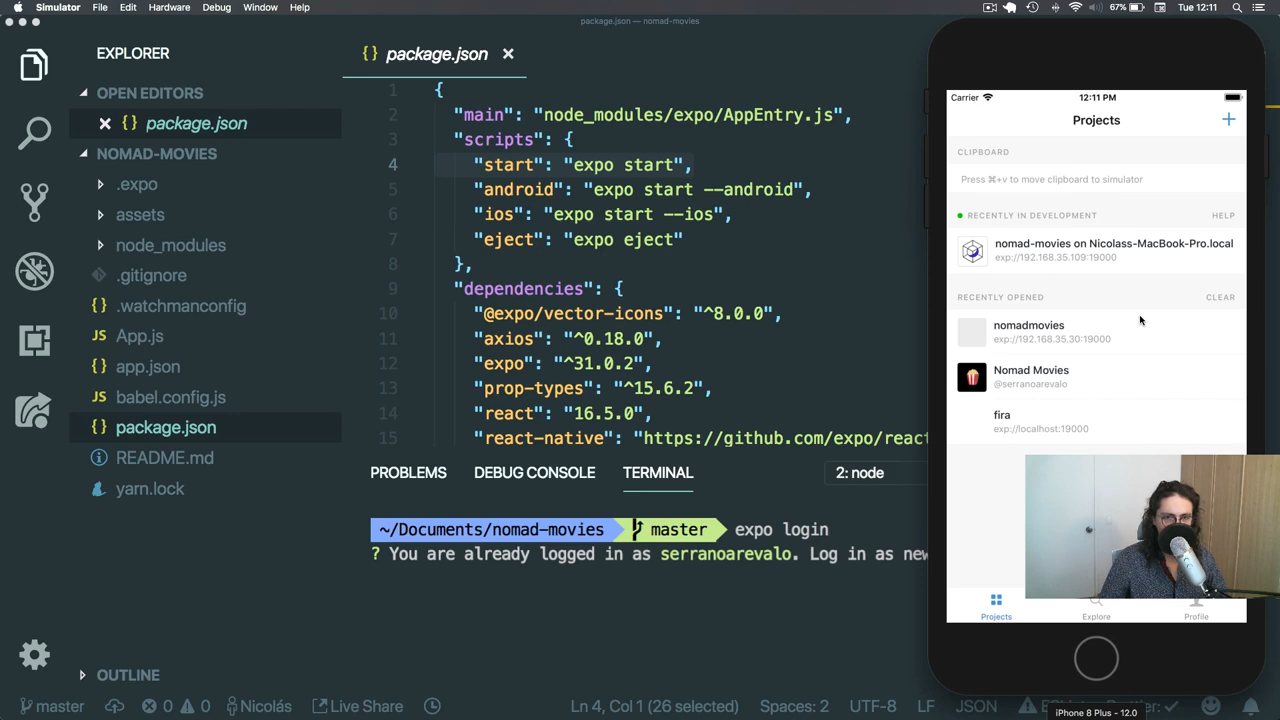 Simulator File Edit Hardware Debug Window Help
67% Tue 12:11
package.json — nomad-movies
EXPLORER
OPEN EDITORS
{} package.json
NOMAD-MOVIES
.expo
assets
node_modules
.gitignore
.watchmanconfig
JS App.js
{} app.json
JS babel.config.js
{} package.json
README.md
yarn.lock
OUTLINE
{} package.json
1 {
2 "main": "node_modules/expo/AppEntry.js",
3 "scripts": {
4 "start": "expo start",
5 "android": "expo start --android",
6 "ios": "expo start --ios",
7 "eject": "expo eject"
8 },
9 "dependencies": {
10 "@expo/vector-icons": "^8.0.0",
11 "axios": "^0.18.0",
12 "expo": "^31.0.2",
13 "prop-types": "^15.6.2",
14 "react": "16.5.0",
15 "react-native": "https://github.com/expo/react
PROBLEMS DEBUG CONSOLE TERMINAL 2: node
~/Documents/nomad-movies master expo login
? You are already logged in as serranoarevalo. Log in as new
Carrier 12:11 PM
Projects
CLIPBOARD
Press ⌘+v to move clipboard to simulator
RECENTLY IN DEVELOPMENT HELP
nomad-movies on Nicolass-MacBook-Pro.local
exp://192.168.35.109:19000
RECENTLY OPENED CLEAR
nomadmovies
exp://192.168.35.30:19000
Nomad Movies
@serranoarevalo
fira
exp://localhost:19000
Projects Explore Profile
master 0 0 Nicolás Live Share Ln 4, Col 1 (26 selected) Spaces: 2 UTF-8 LF JSON
iPhone 8 Plus - 12.0